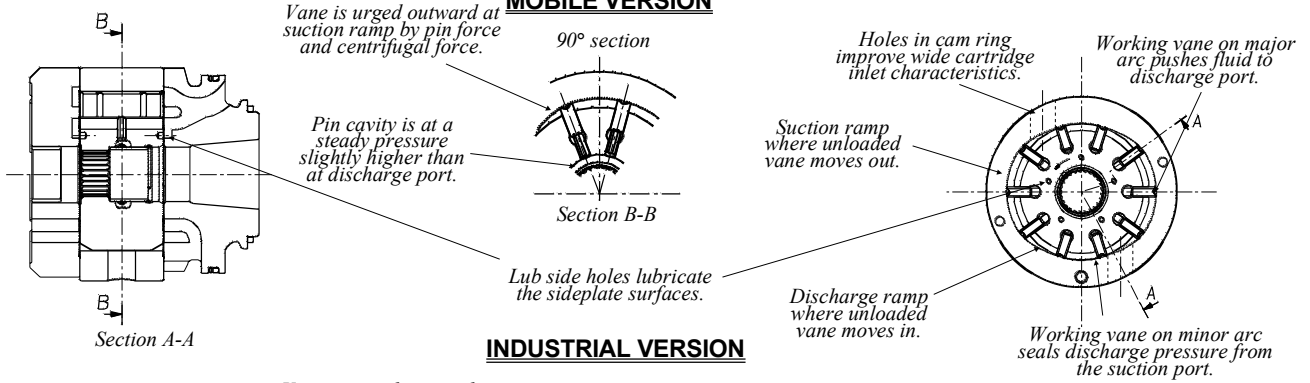 MOBILE VERSION
B
Vane is urged outward at
suction ramp by pin force
and centrifugal force.
90° section
Holes in cam ring
improve wide cartridge
inlet characteristics.
Working vane on major
arc pushes fluid to
discharge port.
Pin cavity is at a
steady pressure
slightly higher than
at discharge port.
Suction ramp
where unloaded
vane moves out.
A
Section B-B
Lub side holes lubricate
the sideplate surfaces.
Discharge ramp
where unloaded
vane moves in.
A
B
Section A-A
Working vane on minor arc
seals discharge pressure from
the suction port.
INDUSTRIAL VERSION